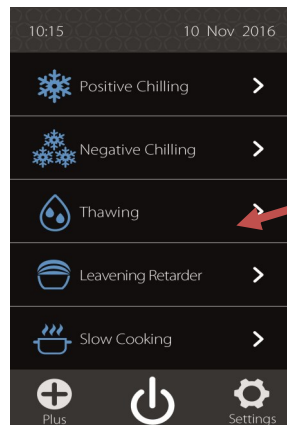 10:15 10 Nov 2016
Positive Chilling
Negative Chilling
Thawing
Leavening Retarder
Slow Cooking
Plus Settings